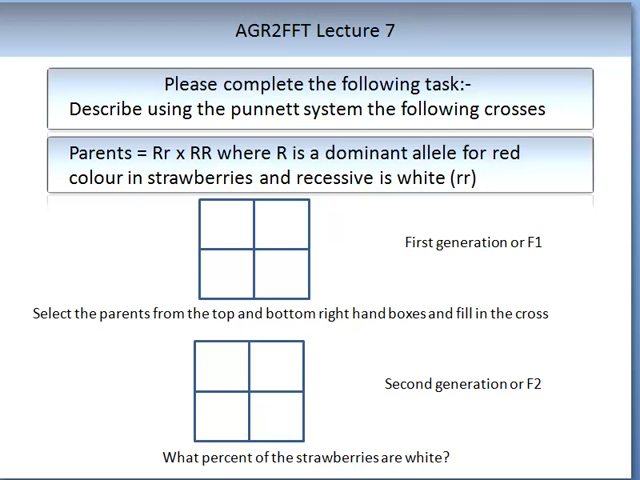 AGR2FFT Lecture 7
Please complete the following task:-
Describe using the punnett system the following crosses
Parents = Rr x RR where R is a dominant allele for red
colour in strawberries and recessive is white (rr)
First generation or F1
Select the parents from the top and bottom right hand boxes and fill in the cross
Second generation or F2
What percent of the strawberries are white?